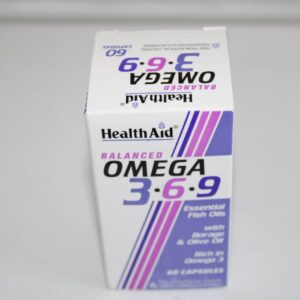 60
CAPSULES
BALANCED
OMEGA
3•6•9
HealthAid
HealthAid®
BALANCED
OMEGA
3•6•9
Essential
Fish Oils
with
Borage
& Olive Oil
Rich in
Omega 3
60 CAPSULES